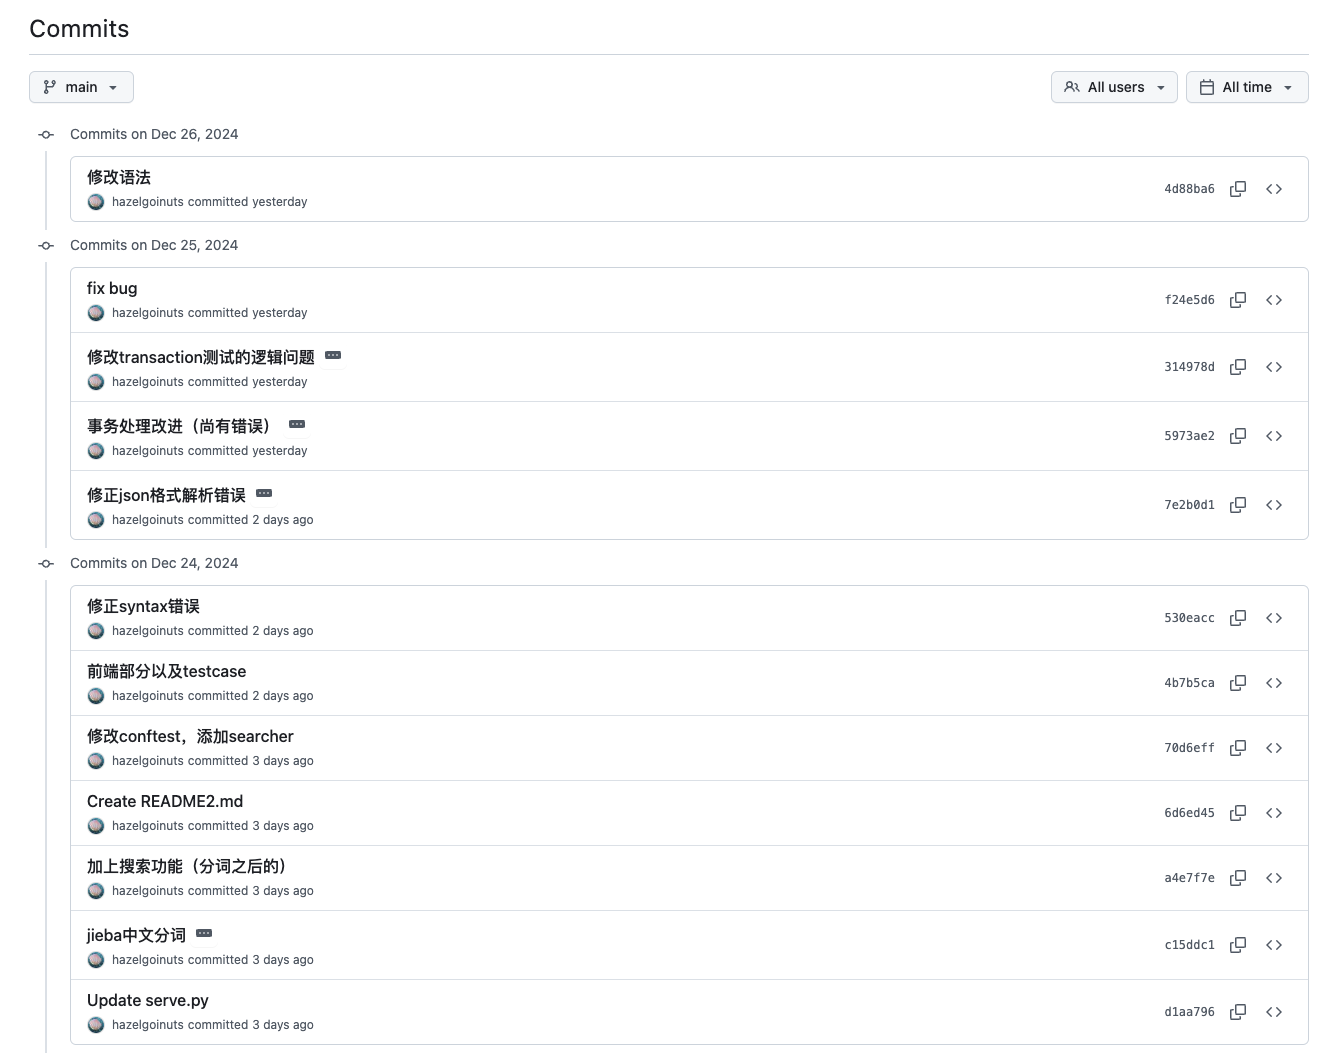 Commits
main
All users
All time
Commits on Dec 26, 2024
修改语法
hazelgoinuts committed yesterday
4d88ba6
Commits on Dec 25, 2024
fix bug
hazelgoinuts committed yesterday
f24e5d6
修改transaction测试的逻辑问题
hazelgoinuts committed yesterday
314978d
事务处理改进（尚有错误）
hazelgoinuts committed yesterday
5973ae2
修正json格式解析错误
hazelgoinuts committed 2 days ago
7e2b0d1
Commits on Dec 24, 2024
修正syntax错误
hazelgoinuts committed 2 days ago
530eacc
前端部分以及testcase
hazelgoinuts committed 2 days ago
4b7b5ca
修改conftest，添加searcher
hazelgoinuts committed 3 days ago
70d6eff
Create README2.md
hazelgoinuts committed 3 days ago
6d6ed45
加上搜索功能（分词之后的）
hazelgoinuts committed 3 days ago
a4e7f7e
jieba中文分词
hazelgoinuts committed 3 days ago
c15ddc1
Update serve.py
hazelgoinuts committed 3 days ago
d1aa796